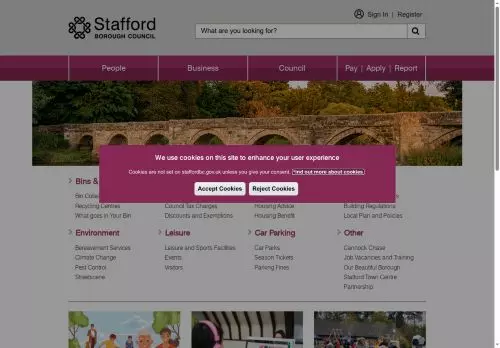 Stafford
BOROUGH COUNCIL
Sign In | Register
What are you looking for?
People
Business
Council
Pay | Apply | Report
We use cookies on this site to enhance your user experience
Cookies are not set on staffordbc.gov.uk unless you give your consent. Find out more about cookies.
Accept Cookies
Reject Cookies
Bins &
Bin
Recycling Centres
What goes in Your Bin
Council Tax Charges
Discounts and Exemptions
Housing Advice
Housing Benefit
Building Regulations
Local Plan and Policies
Environment
Bereavement Services
Climate Change
Pest Control
Streetscene
Leisure
Leisure and Sports Facilities
Events
Visitors
Car Parking
Car Parks
Season Tickets
Parking Fines
Other
Cannock Chase
Job Vacancies and Training
Our Beautiful Borough
Stafford Town Centre
Partnership